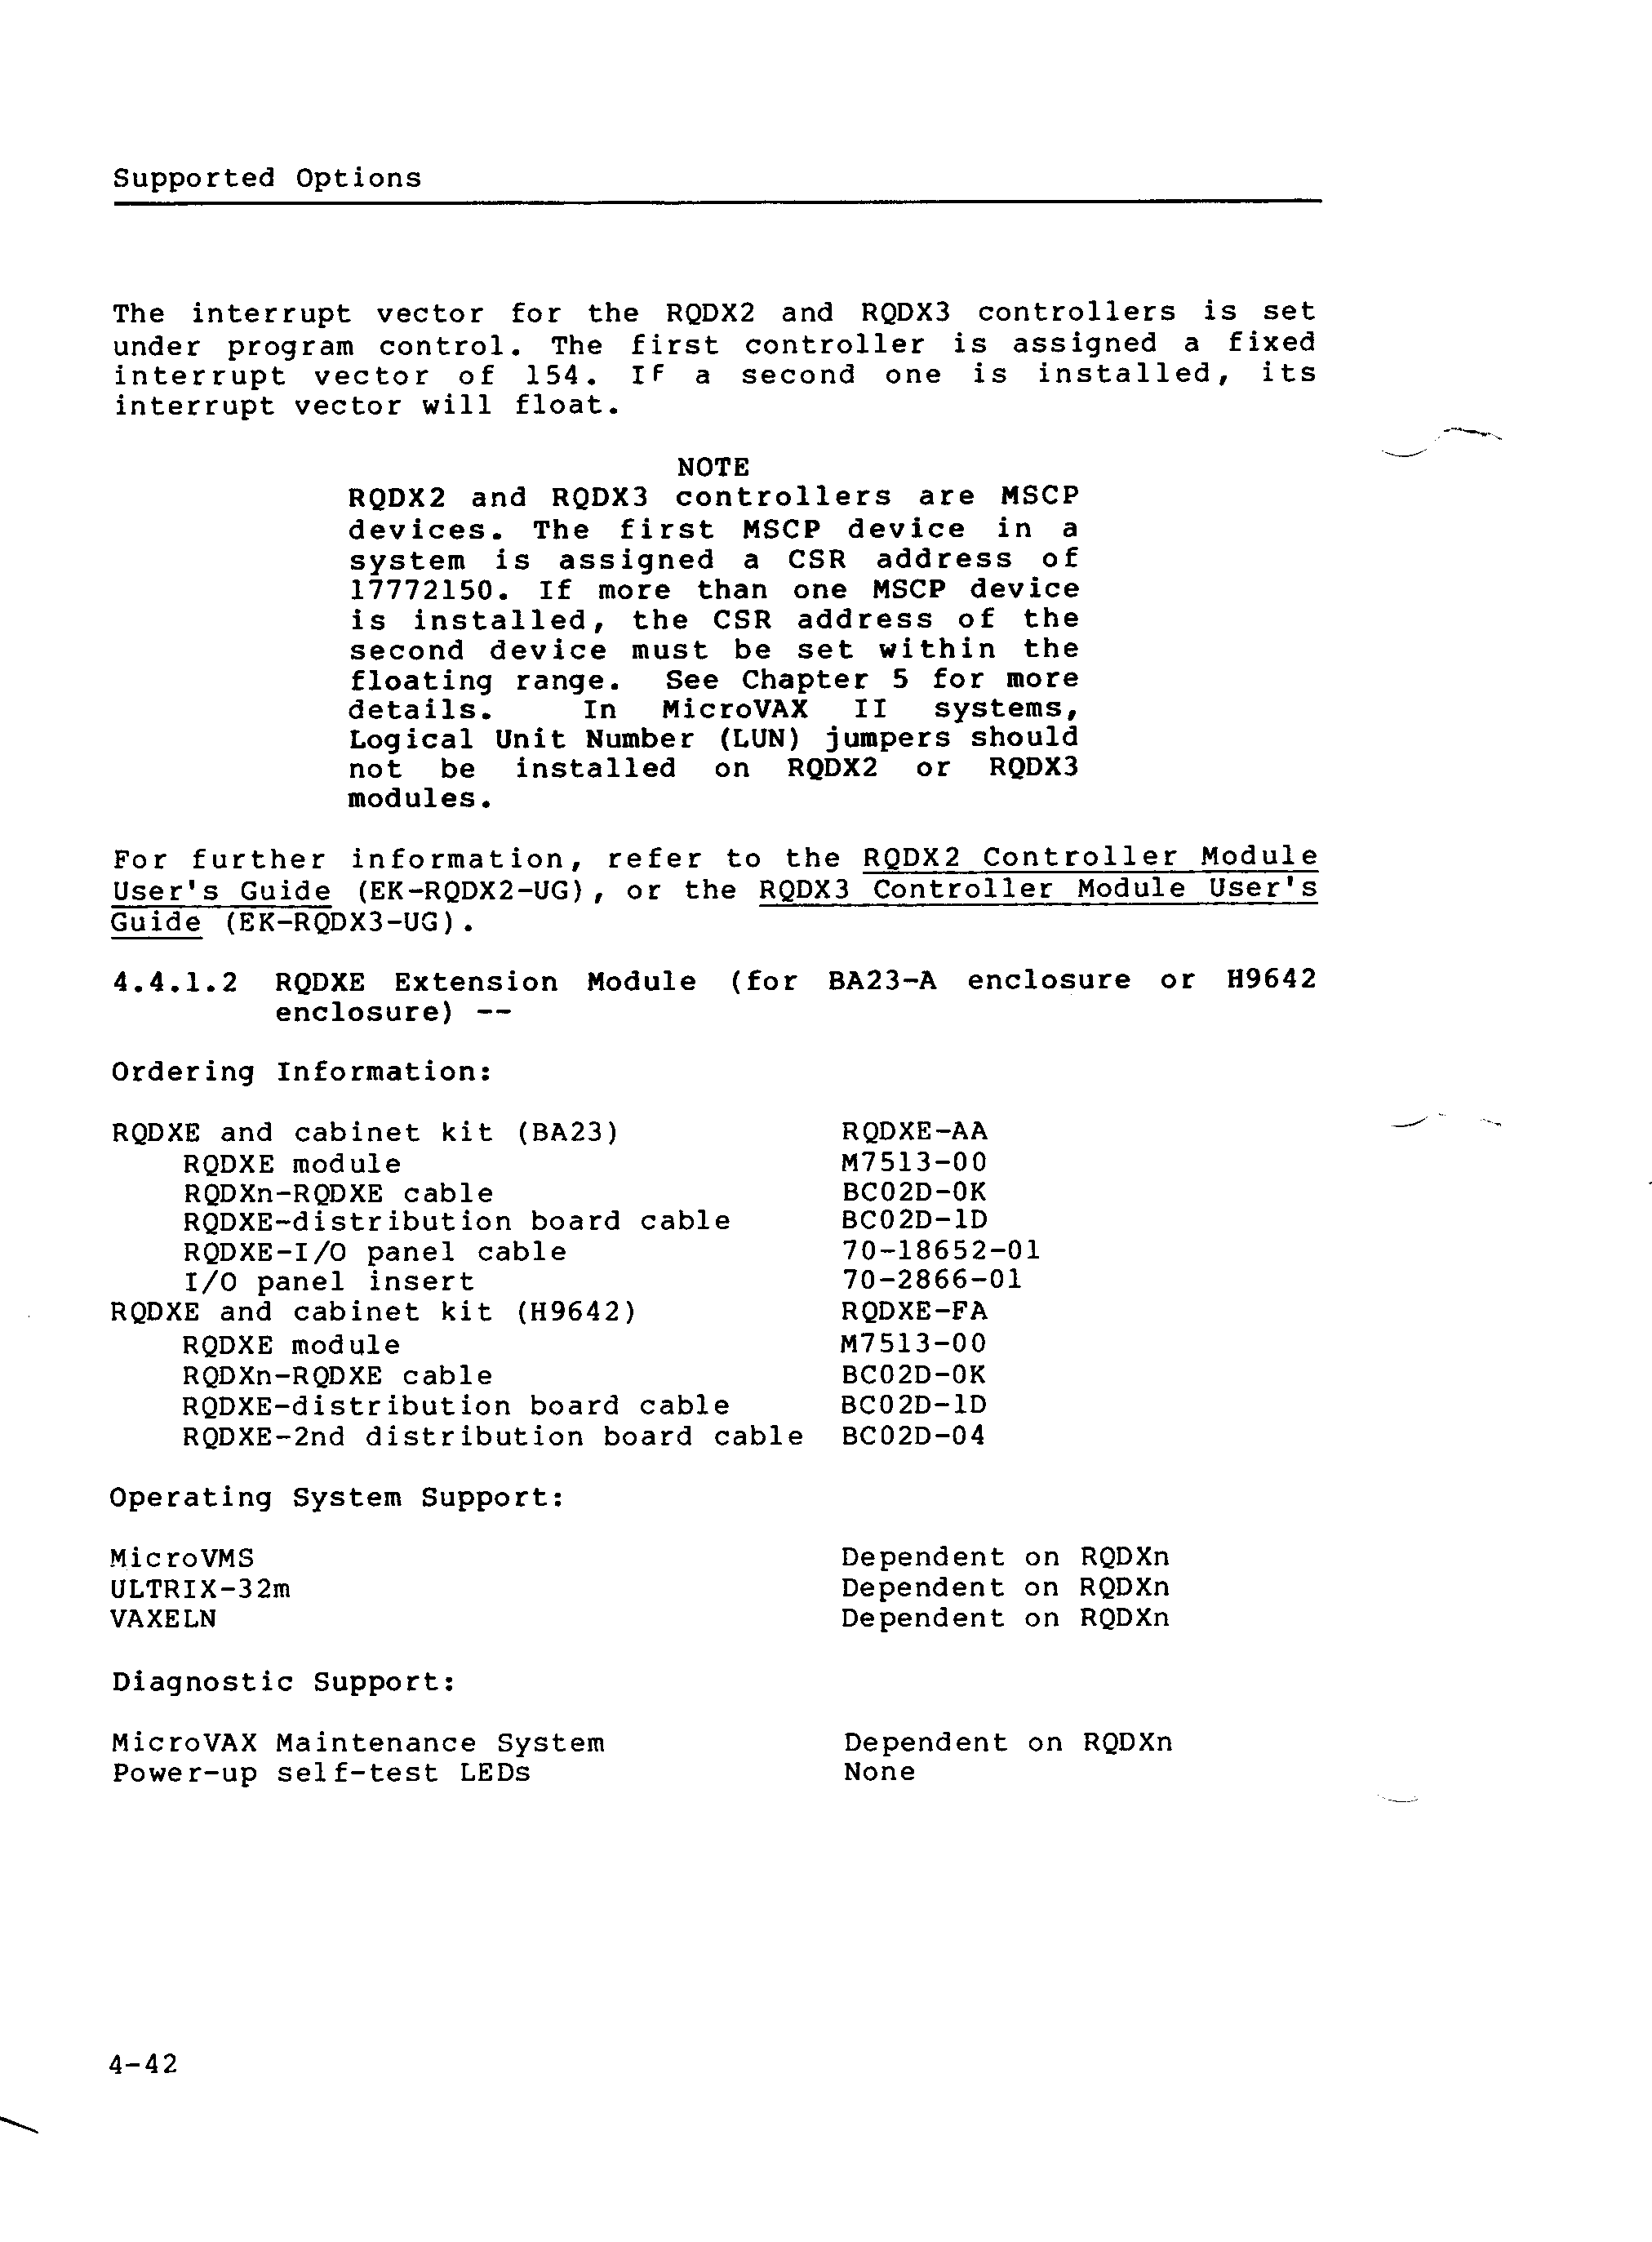 Supported Options
The interrupt vector for the RQDX2 and RQDX3 controllers is set
under program control. The first controller is assigned a fixed
interrupt vector of 154. If a second one is installed, its
interrupt vector will float.
NOTE
RQDX2 and RQDX3 controllers are MSCP
devices. The first MSCP device in a
system is assigned a CSR address of
17772150. If more than one MSCP device
is installed, the CSR address of the
second device must be set within the
floating range. See Chapter 5 for more
details. In MicroVAX II systems,
Logical Unit Number (LUN) jumpers should
not be installed on RQDX2 or RQDX3
modules.
For further information, refer to the RQDX2 Controller Module
User's Guide (EK-RQDX2-UG), or the RQDX3 Controller Module User's
Guide (EK-RQDX3-UG).
4.4.1.2 RQDXE Extension Module (for BA23-A enclosure or H9642
enclosure) --
Ordering Information:
RQDXE and cabinet kit (BA23) RQDXE-AA
RQDXE module M7513-00
RQDXn-RQDXE cable BC02D-0K
RQDXE-distribution board cable BC02D-1D
RQDXE-I/O panel cable 70-18652-01
I/O panel insert 70-2866-01
RQDXE and cabinet kit (H9642) RQDXE-FA
RQDXE module M7513-00
RQDXn-RQDXE cable BC02D-0K
RQDXE-distribution board cable BC02D-1D
RQDXE-2nd distribution board cable BC02D-04
Operating System Support:
MicroVMS Dependent on RQDXn
ULTRIX-32m Dependent on RQDXn
VAXELN Dependent on RQDXn
Diagnostic Support:
MicroVAX Maintenance System Dependent on RQDXn
Power-up self-test LEDs None
4-42